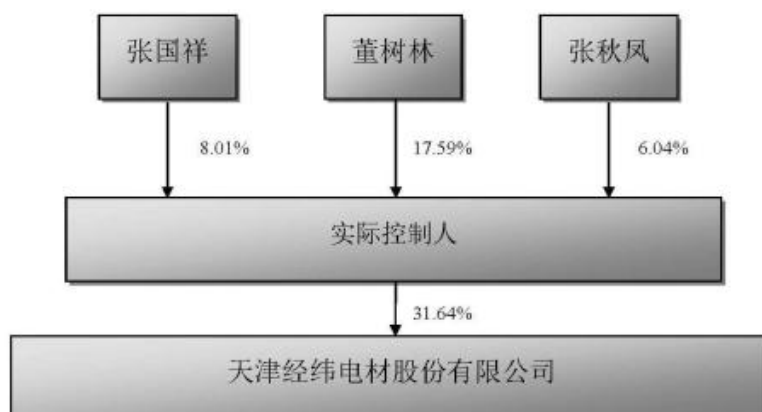 张国祥
董树林
张秋凤
8.01%
17.59%
6.04%
实际控制人
31.64%
天津经纬电材股份有限公司